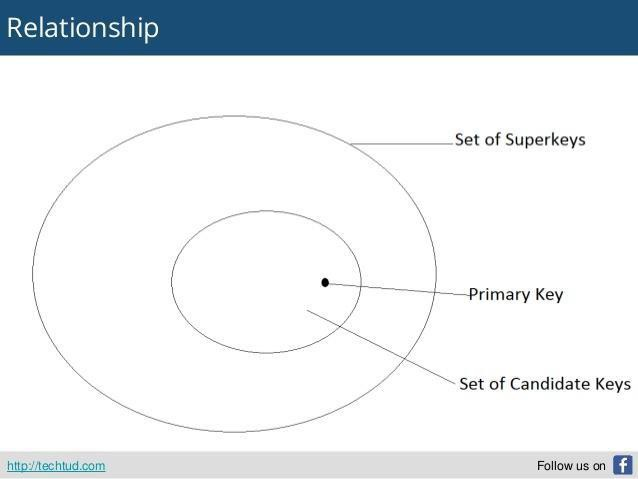 Relationship
Set of Superkeys
Primary Key
Set of Candidate Keys
http://techtud.com
Follow us on